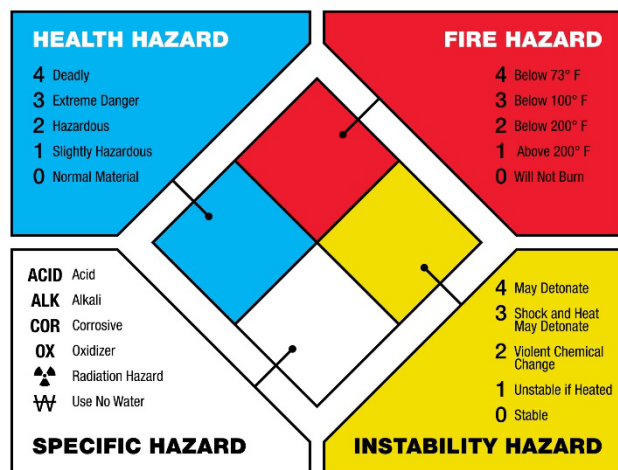 HEALTH HAZARD
4 Deadly
3 Extreme Danger
2 Hazardous
1 Slightly Hazardous
0 Normal Material
FIRE HAZARD
4 Below 73° F
3 Below 100° F
2 Below 200° F
1 Above 200° F
0 Will Not Burn
ACID Acid
ALK Alkali
COR Corrosive
OX Oxidizer
Radiation Hazard
W Use No Water
SPECIFIC HAZARD
4 May Detonate
3 Shock and Heat
May Detonate
2 Violent Chemical
Change
1 Unstable if Heated
0 Stable
INSTABILITY HAZARD